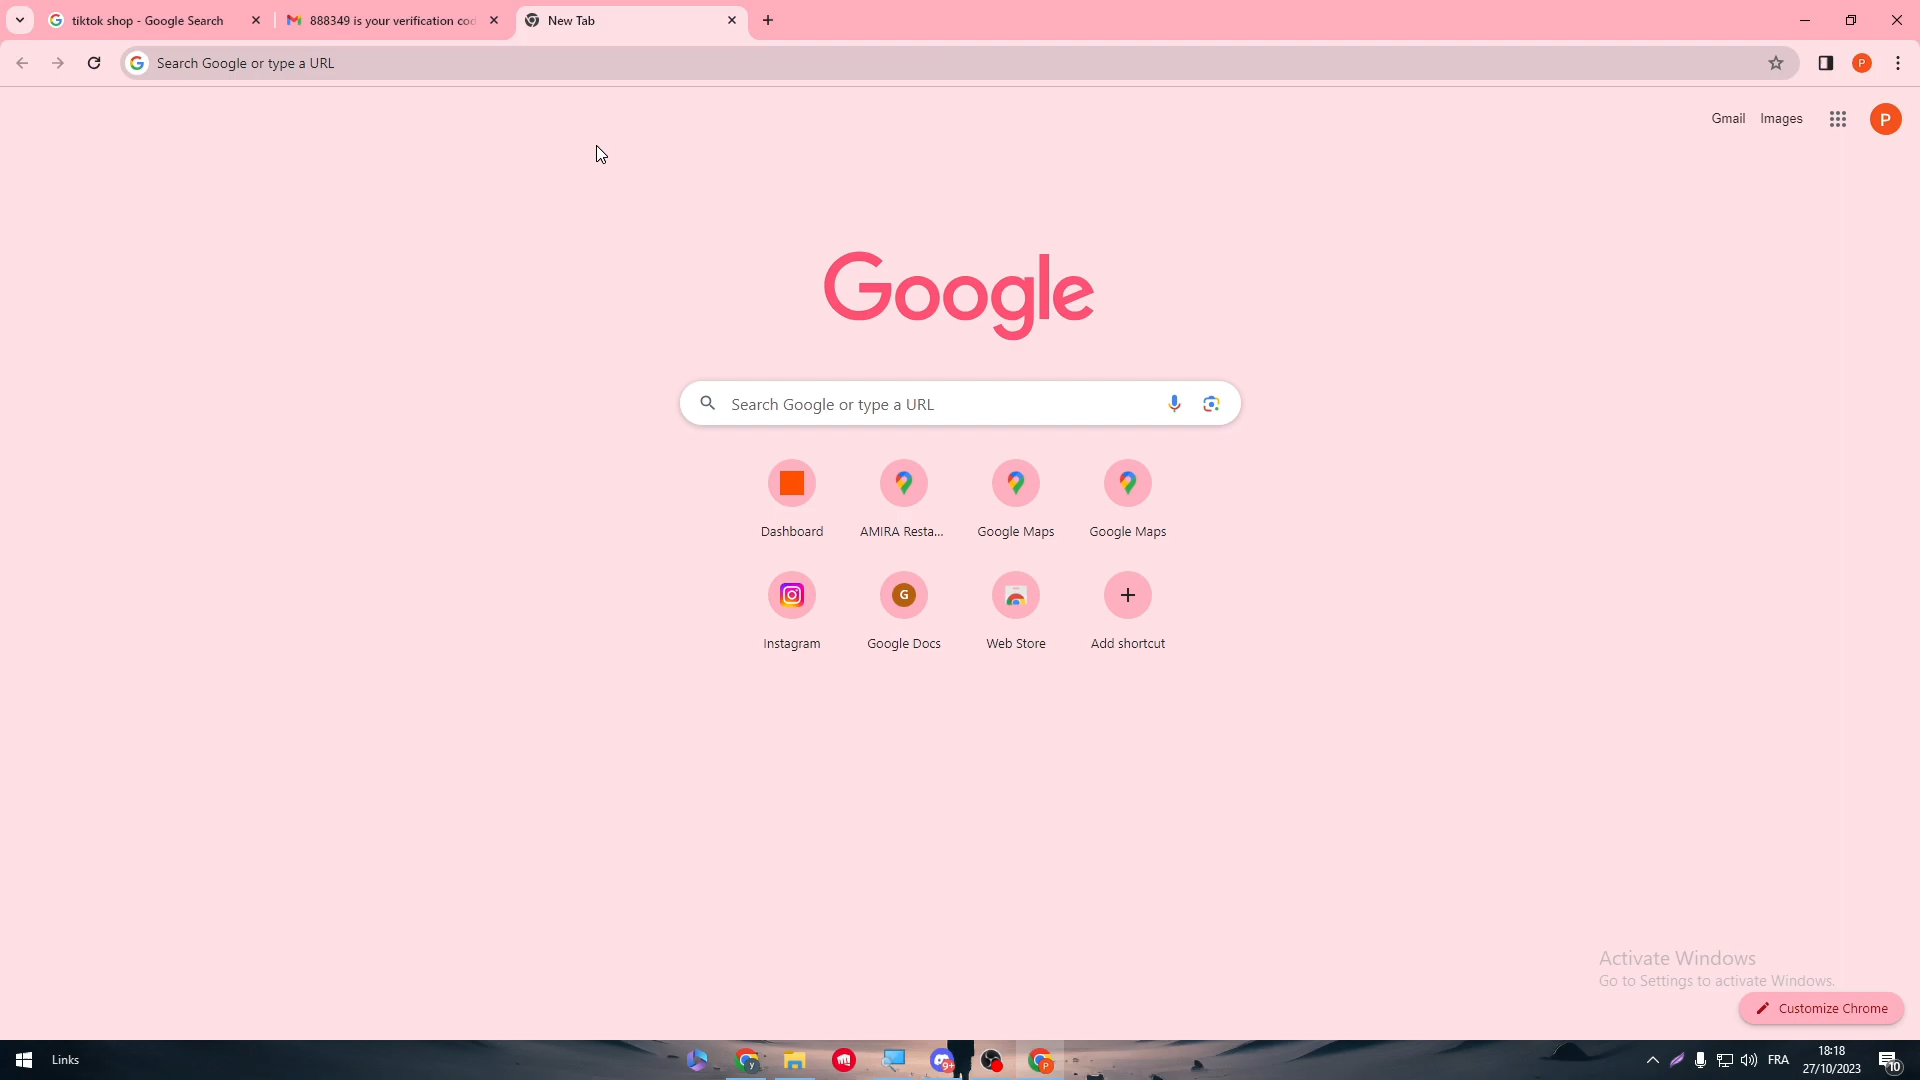 tiktok shop - Google Search
888349 is your verification cod
New Tab
Search Google or type a URL
P
Gmail
Images
P
Google
Search Google or type a URL
Dashboard
AMIRA Resta...
Google Maps
Google Maps
G
Instagram
Google Docs
Web Store
Add shortcut
Activate Windows
Go to Settings to activate Windows.
Customize Chrome
Links
y
9+
P
FRA
18:18
27/10/2023
10